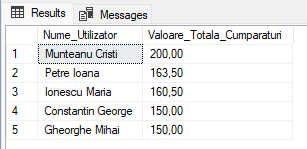 Results Messages
Nume_Utilizator Valoare_Totala_Cumparaturi
1 Munteanu Cristi 200,00
2 Petre Ioana 163,50
3 Ionescu Maria 160,50
4 Constantin George 150,00
5 Gheorghe Mihai 150,00